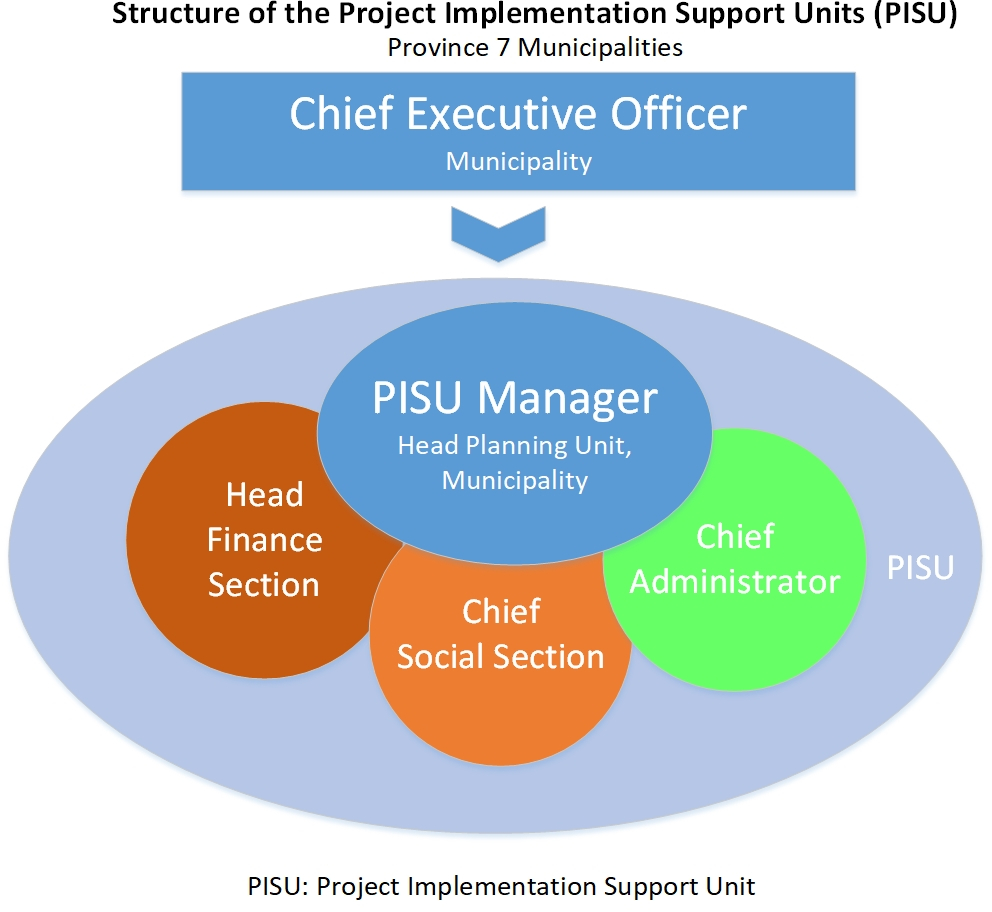 Structure of the Project Implementation Support Units (PISU)
Province 7 Municipalities
Chief Executive Officer
Municipality
PISU Manager
Head Planning Unit,
Municipality
Head
Finance
Section
Chief
Social Section
Chief
Administrator
PISU
PISU: Project Implementation Support Unit